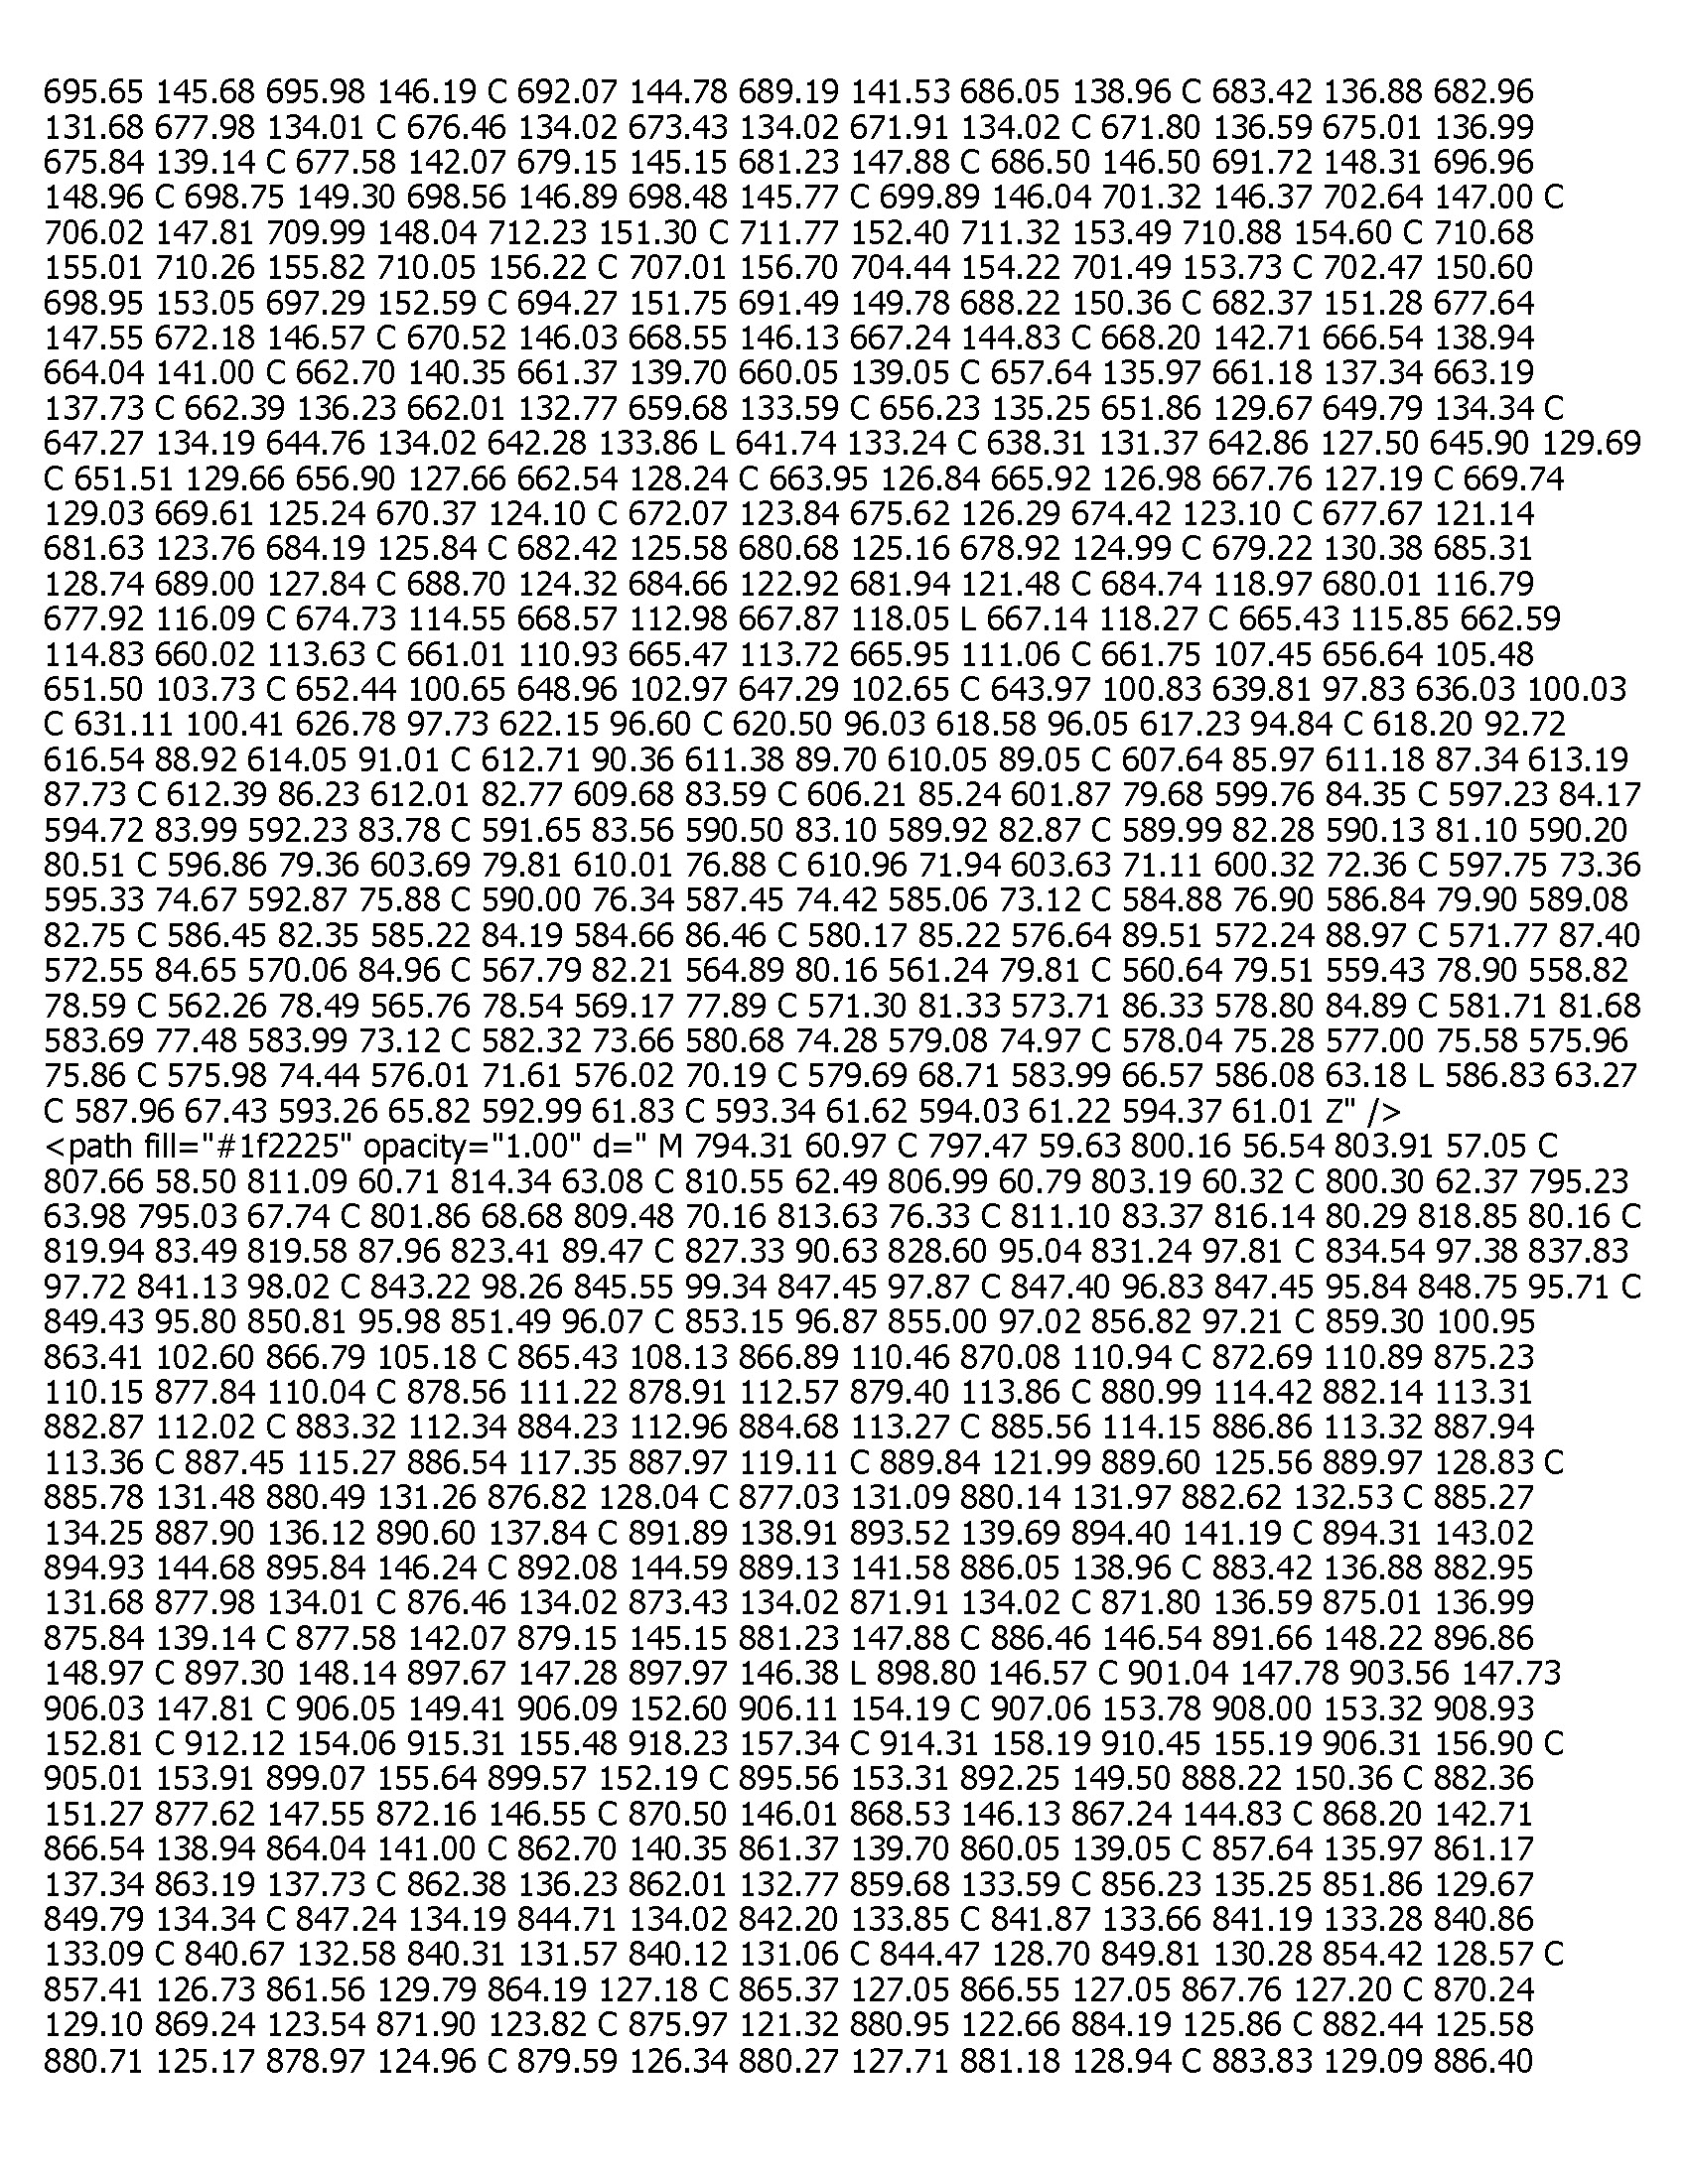 695.65 145.68 695.98 146.19 C 692.07 144.78 689.19 141.53 686.05 138.96 C 683.42 136.88 682.96
131.68 677.98 134.01 C 676.46 134.02 673.43 134.02 671.91 134.02 C 671.80 136.59 675.01 136.99
675.84 139.14 C 677.58 142.07 679.15 145.15 681.23 147.88 C 686.50 146.50 691.72 148.31 696.96
148.96 C 698.75 149.30 698.56 146.89 698.48 145.77 C 699.89 146.04 701.32 146.37 702.64 147.00 C
706.02 147.81 709.99 148.04 712.23 151.30 C 711.77 152.40 711.32 153.49 710.88 154.60 C 710.68
155.01 710.26 155.82 710.05 156.22 C 707.01 156.70 704.44 154.22 701.49 153.73 C 702.47 150.60
698.95 153.05 697.29 152.59 C 694.27 151.75 691.49 149.78 688.22 150.36 C 682.37 151.28 677.64
147.55 672.18 146.57 C 670.52 146.03 668.55 146.13 667.24 144.83 C 668.20 142.71 666.54 138.94
664.04 141.00 C 662.70 140.35 661.37 139.70 660.05 139.05 C 657.64 135.97 661.18 137.34 663.19
137.73 C 662.39 136.23 662.01 132.77 659.68 133.59 C 656.23 135.25 651.86 129.67 649.79 134.34 C
647.27 134.19 644.76 134.02 642.28 133.86 L 641.74 133.24 C 638.31 131.37 642.86 127.50 645.90 129.69
C 651.51 129.66 656.90 127.66 662.54 128.24 C 663.95 126.84 665.92 126.98 667.76 127.19 C 669.74
129.03 669.61 125.24 670.37 124.10 C 672.07 123.84 675.62 126.29 674.42 123.10 C 677.67 121.14
681.63 123.76 684.19 125.84 C 682.42 125.58 680.68 125.16 678.92 124.99 C 679.22 130.38 685.31
128.74 689.00 127.84 C 688.70 124.32 684.66 122.92 681.94 121.48 C 684.74 118.97 680.01 116.79
677.92 116.09 C 674.73 114.55 668.57 112.98 667.87 118.05 L 667.14 118.27 C 665.43 115.85 662.59
114.83 660.02 113.63 C 661.01 110.93 665.47 113.72 665.95 111.06 C 661.75 107.45 656.64 105.48
651.50 103.73 C 652.44 100.65 648.96 102.97 647.29 102.65 C 643.97 100.83 639.81 97.83 636.03 100.03
C 631.11 100.41 626.78 97.73 622.15 96.60 C 620.50 96.03 618.58 96.05 617.23 94.84 C 618.20 92.72
616.54 88.92 614.05 91.01 C 612.71 90.36 611.38 89.70 610.05 89.05 C 607.64 85.97 611.18 87.34 613.19
87.73 C 612.39 86.23 612.01 82.77 609.68 83.59 C 606.21 85.24 601.87 79.68 599.76 84.35 C 597.23 84.17
594.72 83.99 592.23 83.78 C 591.65 83.56 590.50 83.10 589.92 82.87 C 589.99 82.28 590.13 81.10 590.20
80.51 C 596.86 79.36 603.69 79.81 610.01 76.88 C 610.96 71.94 603.63 71.11 600.32 72.36 C 597.75 73.36
595.33 74.67 592.87 75.88 C 590.00 76.34 587.45 74.42 585.06 73.12 C 584.88 76.90 586.84 79.90 589.08
82.75 C 586.45 82.35 585.22 84.19 584.66 86.46 C 580.17 85.22 576.64 89.51 572.24 88.97 C 571.77 87.40
572.55 84.65 570.06 84.96 C 567.79 82.21 564.89 80.16 561.24 79.81 C 560.64 79.51 559.43 78.90 558.82
78.59 C 562.26 78.49 565.76 78.54 569.17 77.89 C 571.30 81.33 573.71 86.33 578.80 84.89 C 581.71 81.68
583.69 77.48 583.99 73.12 C 582.32 73.66 580.68 74.28 579.08 74.97 C 578.04 75.28 577.00 75.58 575.96
75.86 C 575.98 74.44 576.01 71.61 576.02 70.19 C 579.69 68.71 583.99 66.57 586.08 63.18 L 586.83 63.27
C 587.96 67.43 593.26 65.82 592.99 61.83 C 593.34 61.62 594.03 61.22 594.37 61.01 Z" />
<path fill="#1f2225" opacity="1.00" d=" M 794.31 60.97 C 797.47 59.63 800.16 56.54 803.91 57.05 C
807.66 58.50 811.09 60.71 814.34 63.08 C 810.55 62.49 806.99 60.79 803.19 60.32 C 800.30 62.37 795.23
63.98 795.03 67.74 C 801.86 68.68 809.48 70.16 813.63 76.33 C 811.10 83.37 816.14 80.29 818.85 80.16 C
819.94 83.49 819.58 87.96 823.41 89.47 C 827.33 90.63 828.60 95.04 831.24 97.81 C 834.54 97.38 837.83
97.72 841.13 98.02 C 843.22 98.26 845.55 99.34 847.45 97.87 C 847.40 96.83 847.45 95.84 848.75 95.71 C
849.43 95.80 850.81 95.98 851.49 96.07 C 853.15 96.87 855.00 97.02 856.82 97.21 C 859.30 100.95
863.41 102.60 866.79 105.18 C 865.43 108.13 866.89 110.46 870.08 110.94 C 872.69 110.89 875.23
110.15 877.84 110.04 C 878.56 111.22 878.91 112.57 879.40 113.86 C 880.99 114.42 882.14 113.31
882.87 112.02 C 883.32 112.34 884.23 112.96 884.68 113.27 C 885.56 114.15 886.86 113.32 887.94
113.36 C 887.45 115.27 886.54 117.35 887.97 119.11 C 889.84 121.99 889.60 125.56 889.97 128.83 C
885.78 131.48 880.49 131.26 876.82 128.04 C 877.03 131.09 880.14 131.97 882.62 132.53 C 885.27
134.25 887.90 136.12 890.60 137.84 C 891.89 138.91 893.52 139.69 894.40 141.19 C 894.31 143.02
894.93 144.68 895.84 146.24 C 892.08 144.59 889.13 141.58 886.05 138.96 C 883.42 136.88 882.95
131.68 877.98 134.01 C 876.46 134.02 873.43 134.02 871.91 134.02 C 871.80 136.59 875.01 136.99
875.84 139.14 C 877.58 142.07 879.15 145.15 881.23 147.88 C 886.46 146.54 891.66 148.22 896.86
148.97 C 897.30 148.14 897.67 147.28 897.97 146.38 L 898.80 146.57 C 901.04 147.78 903.56 147.73
906.03 147.81 C 906.05 149.41 906.09 152.60 906.11 154.19 C 907.06 153.78 908.00 153.32 908.93
152.81 C 912.12 154.06 915.31 155.48 918.23 157.34 C 914.31 158.19 910.45 155.19 906.31 156.90 C
905.01 153.91 899.07 155.64 899.57 152.19 C 895.56 153.31 892.25 149.50 888.22 150.36 C 882.36
151.27 877.62 147.55 872.16 146.55 C 870.50 146.01 868.53 146.13 867.24 144.83 C 868.20 142.71
866.54 138.94 864.04 141.00 C 862.70 140.35 861.37 139.70 860.05 139.05 C 857.64 135.97 861.17
137.34 863.19 137.73 C 862.38 136.23 862.01 132.77 859.68 133.59 C 856.23 135.25 851.86 129.67
849.79 134.34 C 847.24 134.19 844.71 134.02 842.20 133.85 C 841.87 133.66 841.19 133.28 840.86
133.09 C 840.67 132.58 840.31 131.57 840.12 131.06 C 844.47 128.70 849.81 130.28 854.42 128.57 C
857.41 126.73 861.56 129.79 864.19 127.18 C 865.37 127.05 866.55 127.05 867.76 127.20 C 870.24
129.10 869.24 123.54 871.90 123.82 C 875.97 121.32 880.95 122.66 884.19 125.86 C 882.44 125.58
880.71 125.17 878.97 124.96 C 879.59 126.34 880.27 127.71 881.18 128.94 C 883.83 129.09 886.40